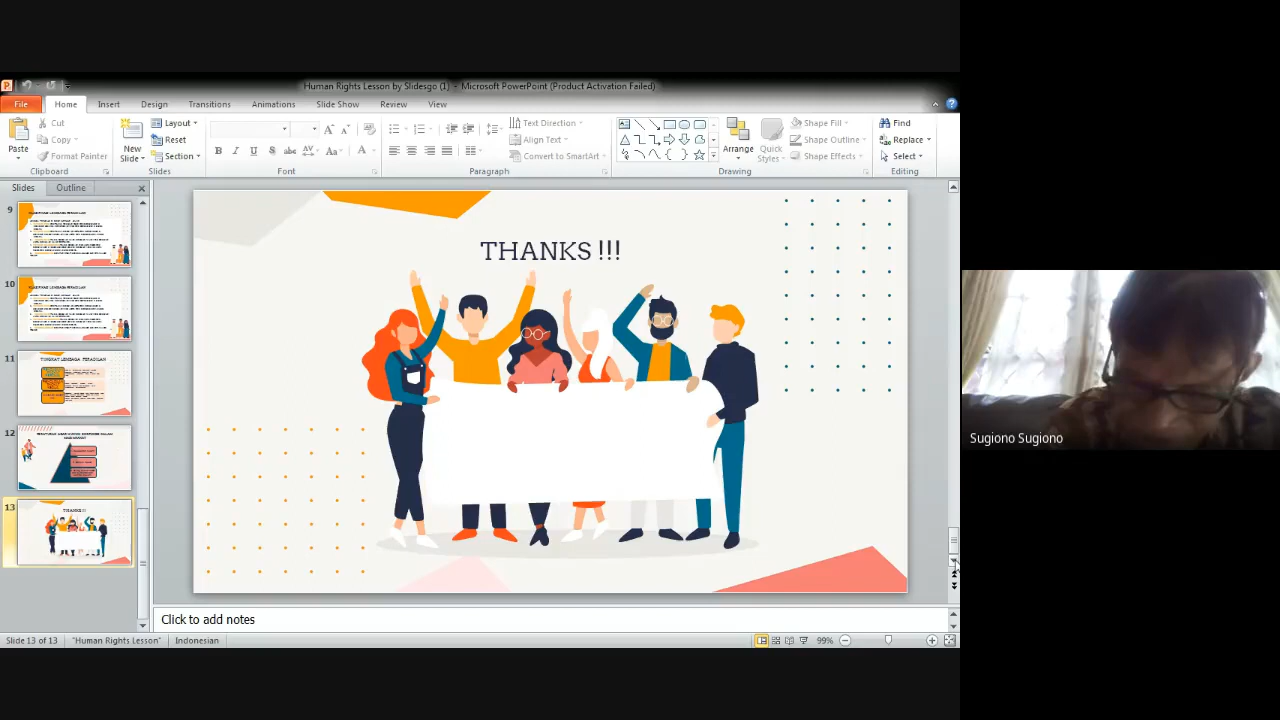 Human Rights Lesson by Slidesgo (1) - Microsoft PowerPoint (Product Activation Failed)
File Home Insert Design Transitions Animations Slide Show Review View
Cut
Copy
Format Painter
Paste
Clipboard
New Slide
Layout
Reset
Section
Slides
Font
Text Direction
Align Text
Convert to SmartArt
Paragraph
Arrange
Quick Styles
Shape Fill
Shape Outline
Shape Effects
Drawing
Find
Replace
Select
Editing
Slides Outline
9
10
11
TINGKAT LEMBAGA PERADILAN
12
13
THANKS !!!
THANKS !!!
Sugiono Sugiono
Click to add notes
Slide 13 of 13 "Human Rights Lesson" Indonesian 99%